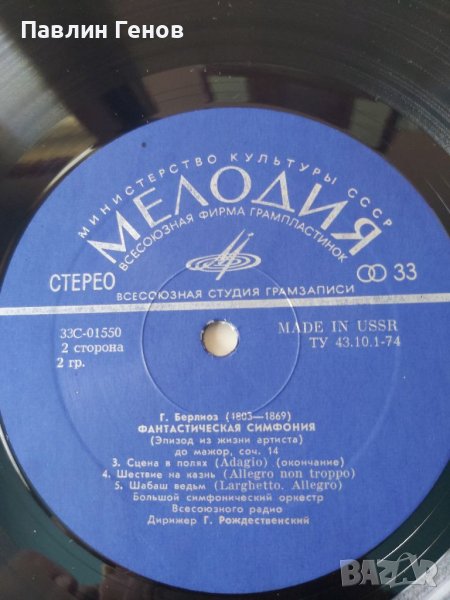 Павлин Генов
МИНИСТЕРСТВО КУЛЬТУРЫ СССР
МЕЛОДИЯ
ВСЕСОЮЗНАЯ ФИРМА ГРАМПЛАСТИНОК
СТЕРЕО
33
ВСЕСОЮЗНАЯ СТУДИЯ ГРАМЗАПИСИ
33С-01550
2 сторона
2 гр.
MADE IN USSR
ТУ 43.10.1-74
Г. Берлиоз (1803—1869)
ФАНТАСТИЧЕСКАЯ СИМФОНИЯ
(Эпизод из жизни артиста)
до мажор, соч. 14
3. Сцена в полях (Adagio) (окончание)
4. Шествие на казнь (Allegro non troppo)
5. Шабаш ведьм (Larghetto. Allegro)
Большой симфонический оркестр
Всесоюзного радио
Дирижер Г. Рождественский
BAZAR